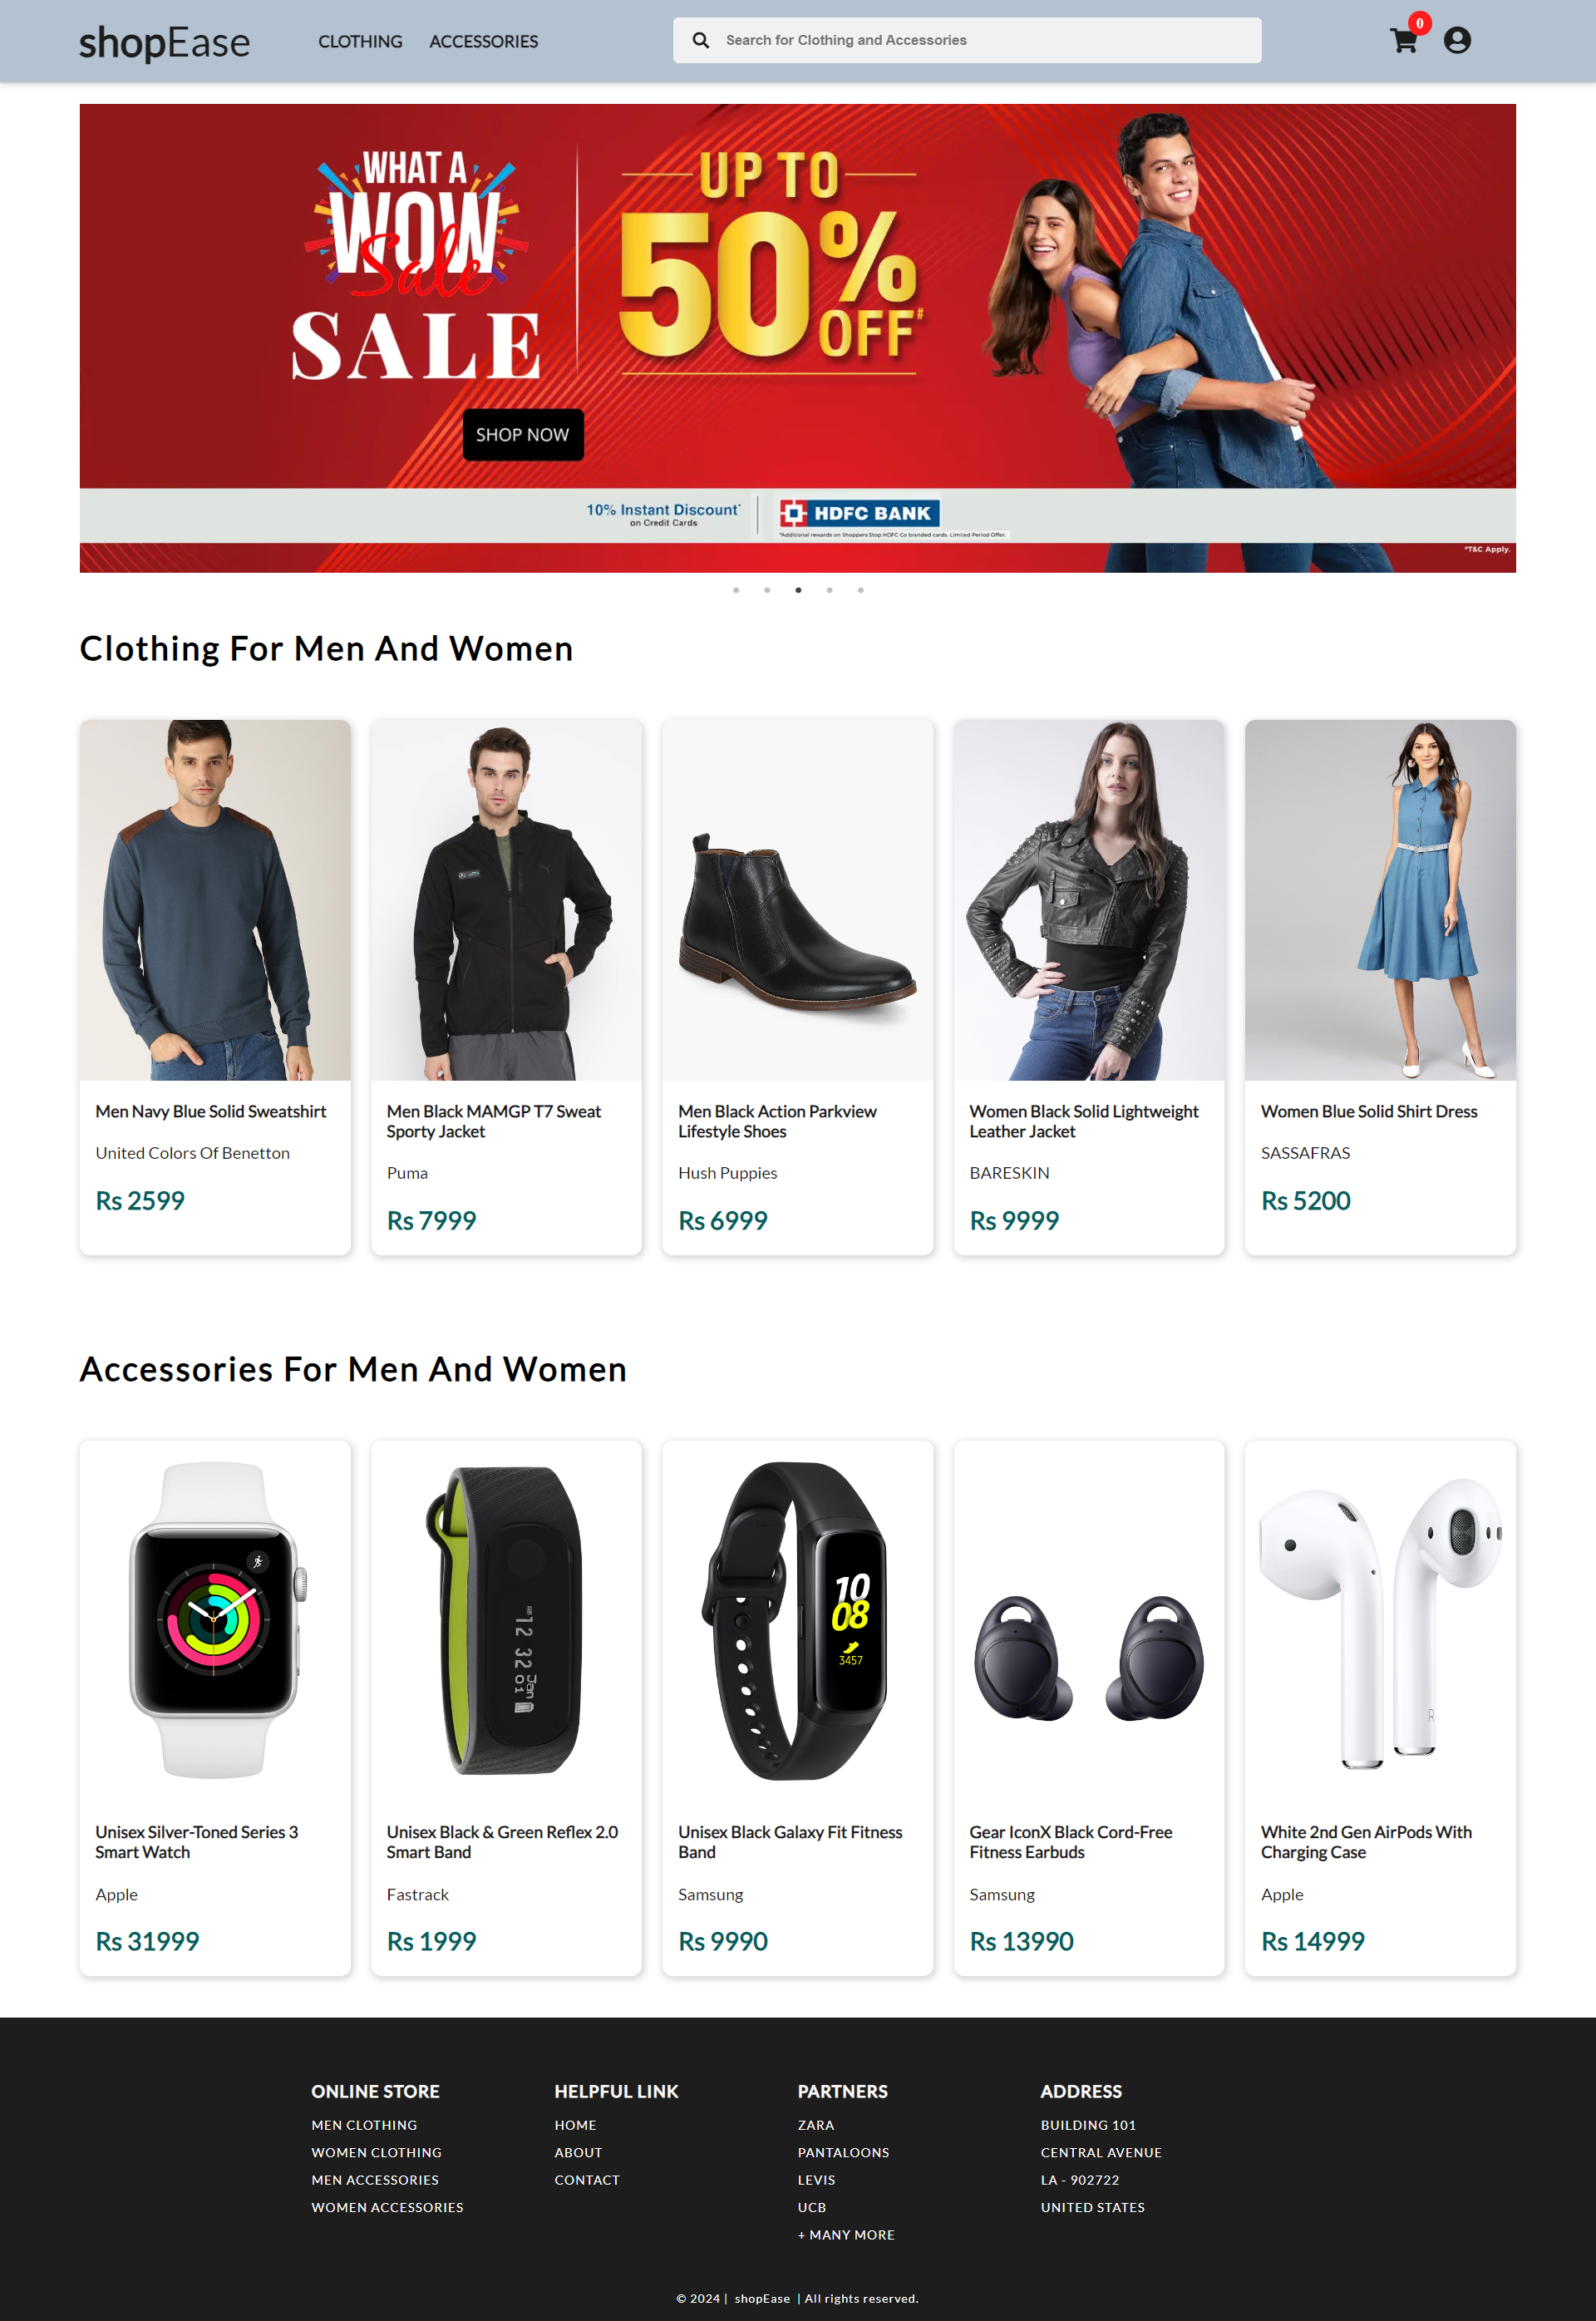 shopEase
CLOTHING
ACCESSORIES
Search for Clothing and Accessories
0
WHAT A
WOW
Sale
SALE
UP TO
50%
OFF#
SHOP NOW
10% Instant Discount*
on Credit Cards
HDFC BANK
*Additional rewards on Shoppers Stop HDFC Co branded cards. Limited Period Offer.
*T&C Apply.
Clothing For Men And Women
Men Navy Blue Solid Sweatshirt
United Colors Of Benetton
Rs 2599
Men Black MAMGP T7 Sweat
Sporty Jacket
Puma
Rs 7999
Men Black Action Parkview
Lifestyle Shoes
Hush Puppies
Rs 6999
Women Black Solid Lightweight
Leather Jacket
BARESKIN
Rs 9999
Women Blue Solid Shirt Dress
SASSAFRAS
Rs 5200
Accessories For Men And Women
12 32
Jan
01
10
08
3457
R
Unisex Silver-Toned Series 3
Smart Watch
Apple
Rs 31999
Unisex Black & Green Reflex 2.0
Smart Band
Fastrack
Rs 1999
Unisex Black Galaxy Fit Fitness
Band
Samsung
Rs 9990
Gear IconX Black Cord-Free
Fitness Earbuds
Samsung
Rs 13990
White 2nd Gen AirPods With
Charging Case
Apple
Rs 14999
ONLINE STORE
MEN CLOTHING
WOMEN CLOTHING
MEN ACCESSORIES
WOMEN ACCESSORIES
HELPFUL LINK
HOME
ABOUT
CONTACT
PARTNERS
ZARA
PANTALOONS
LEVIS
UCB
+ MANY MORE
ADDRESS
BUILDING 101
CENTRAL AVENUE
LA - 902722
UNITED STATES
© 2024 | shopEase | All rights reserved.